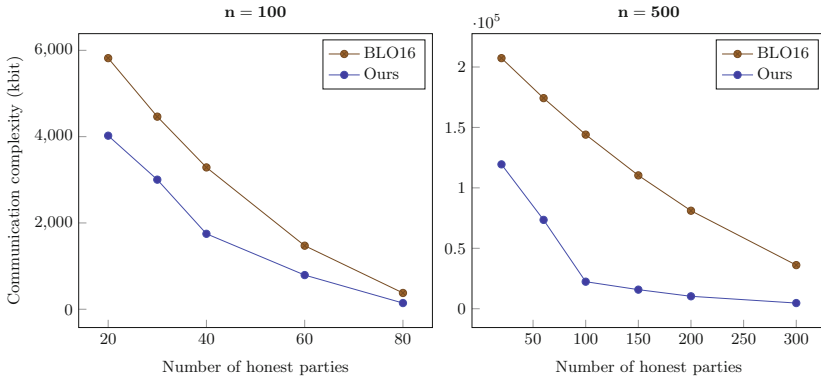 n = 100
Communication complexity (kbit)
6,000
4,000
2,000
0
20
40
60
80
Number of honest parties
BLO16
Ours
n = 500
·10⁵
2
1.5
1
0.5
0
50
100
150
200
250
300
Number of honest parties
BLO16
Ours